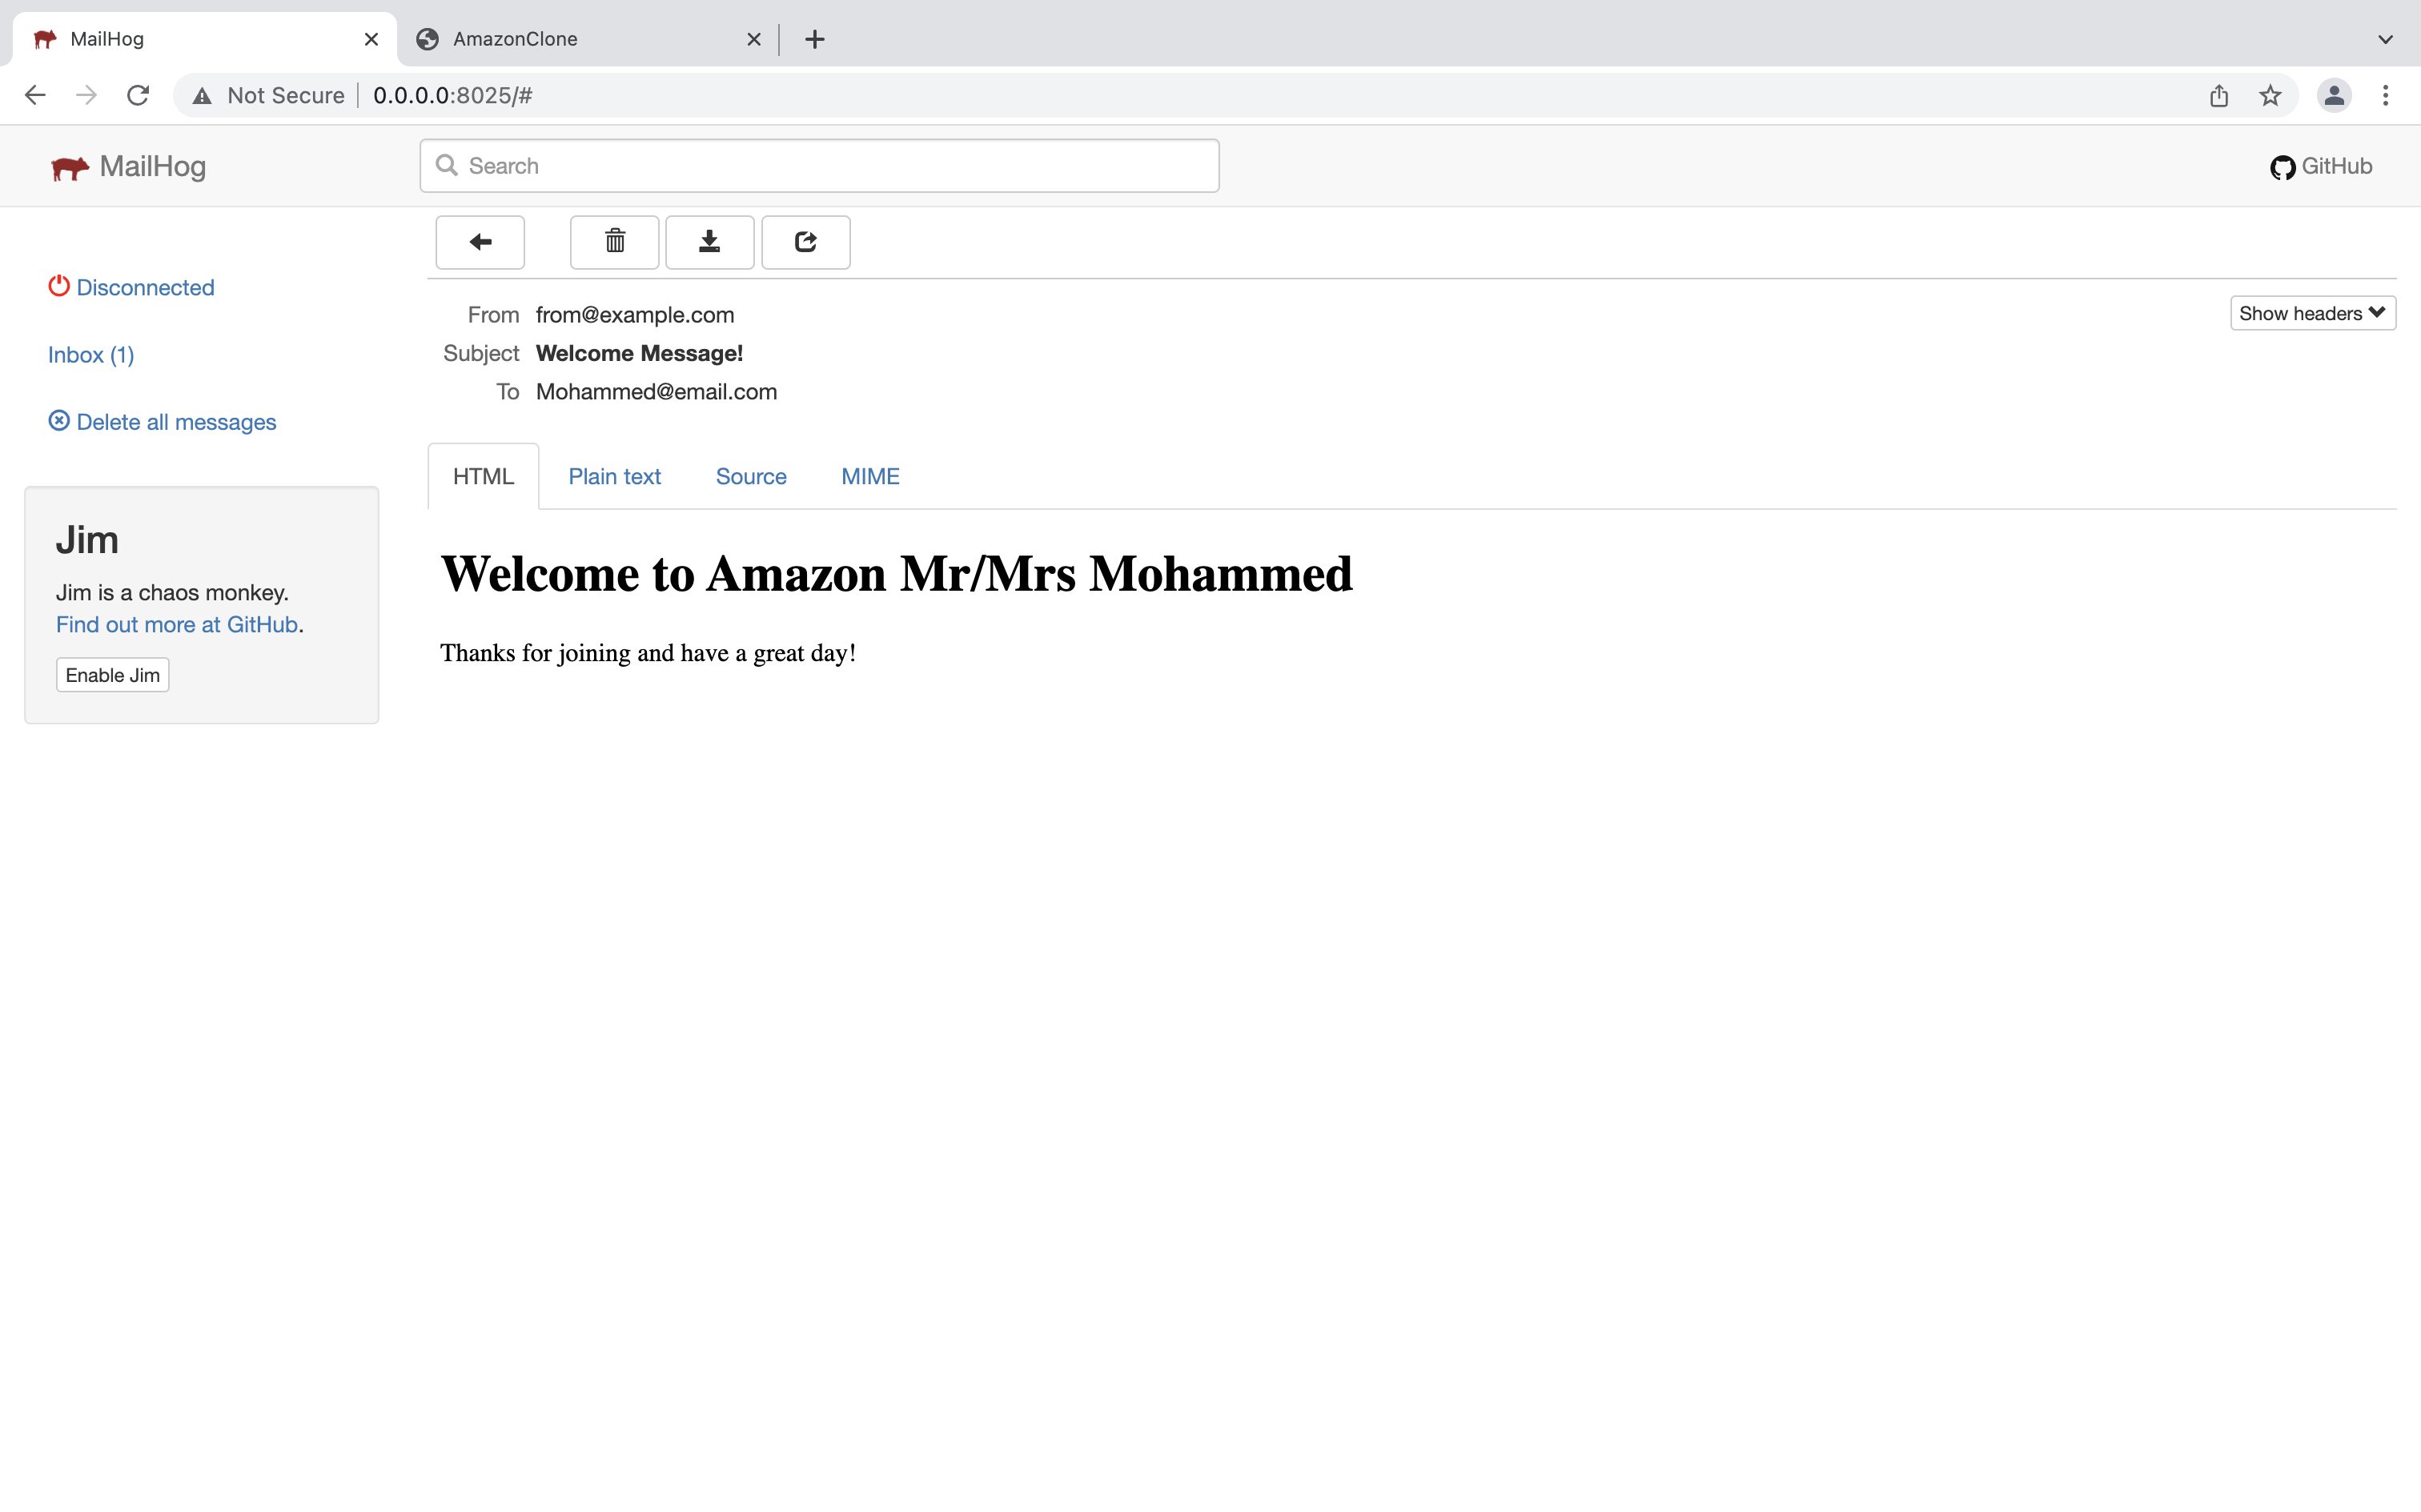 MailHog
AmazonClone
Not Secure
0.0.0.0:8025/#
MailHog
Search
GitHub
Disconnected
Inbox (1)
Delete all messages
Jim
Jim is a chaos monkey.
Find out more at GitHub.
Enable Jim
From from@example.com
Show headers
Subject Welcome Message!
To Mohammed@email.com
HTML Plain text Source MIME
Welcome to Amazon Mr/Mrs Mohammed
Thanks for joining and have a great day!